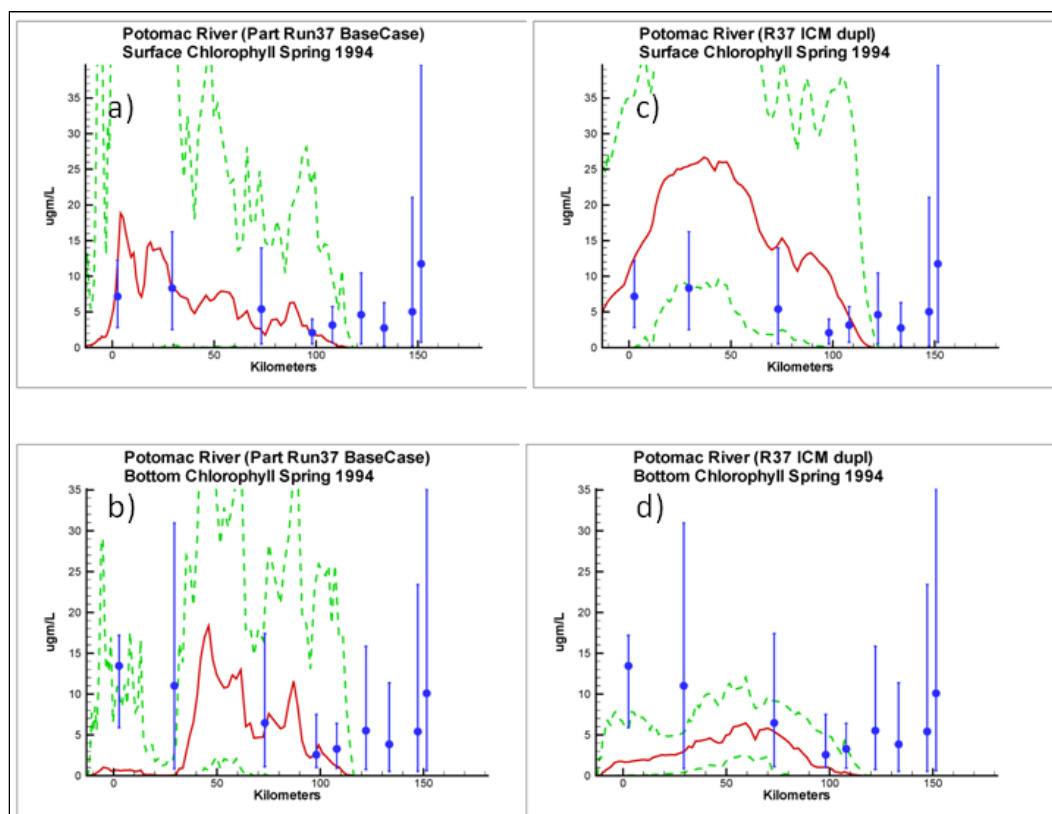 Potomac River (Part Run37 BaseCase)
Surface Chlorophyll Spring 1994
a)
35
30
25
20
15
10
5
0
ugm/L
0
50
100
150
Kilometers
Potomac River (R37 ICM dupl)
Surface Chlorophyll Spring 1994
c)
35
30
25
20
15
10
5
0
ugm/L
0
50
100
150
Kilometers
Potomac River (Part Run37 BaseCase)
Bottom Chlorophyll Spring 1994
b)
35
30
25
20
15
10
5
0
ugm/L
0
50
100
150
Kilometers
Potomac River (R37 ICM dupl)
Bottom Chlorophyll Spring 1994
d)
35
30
25
20
15
10
5
0
ugm/L
0
50
100
150
Kilometers